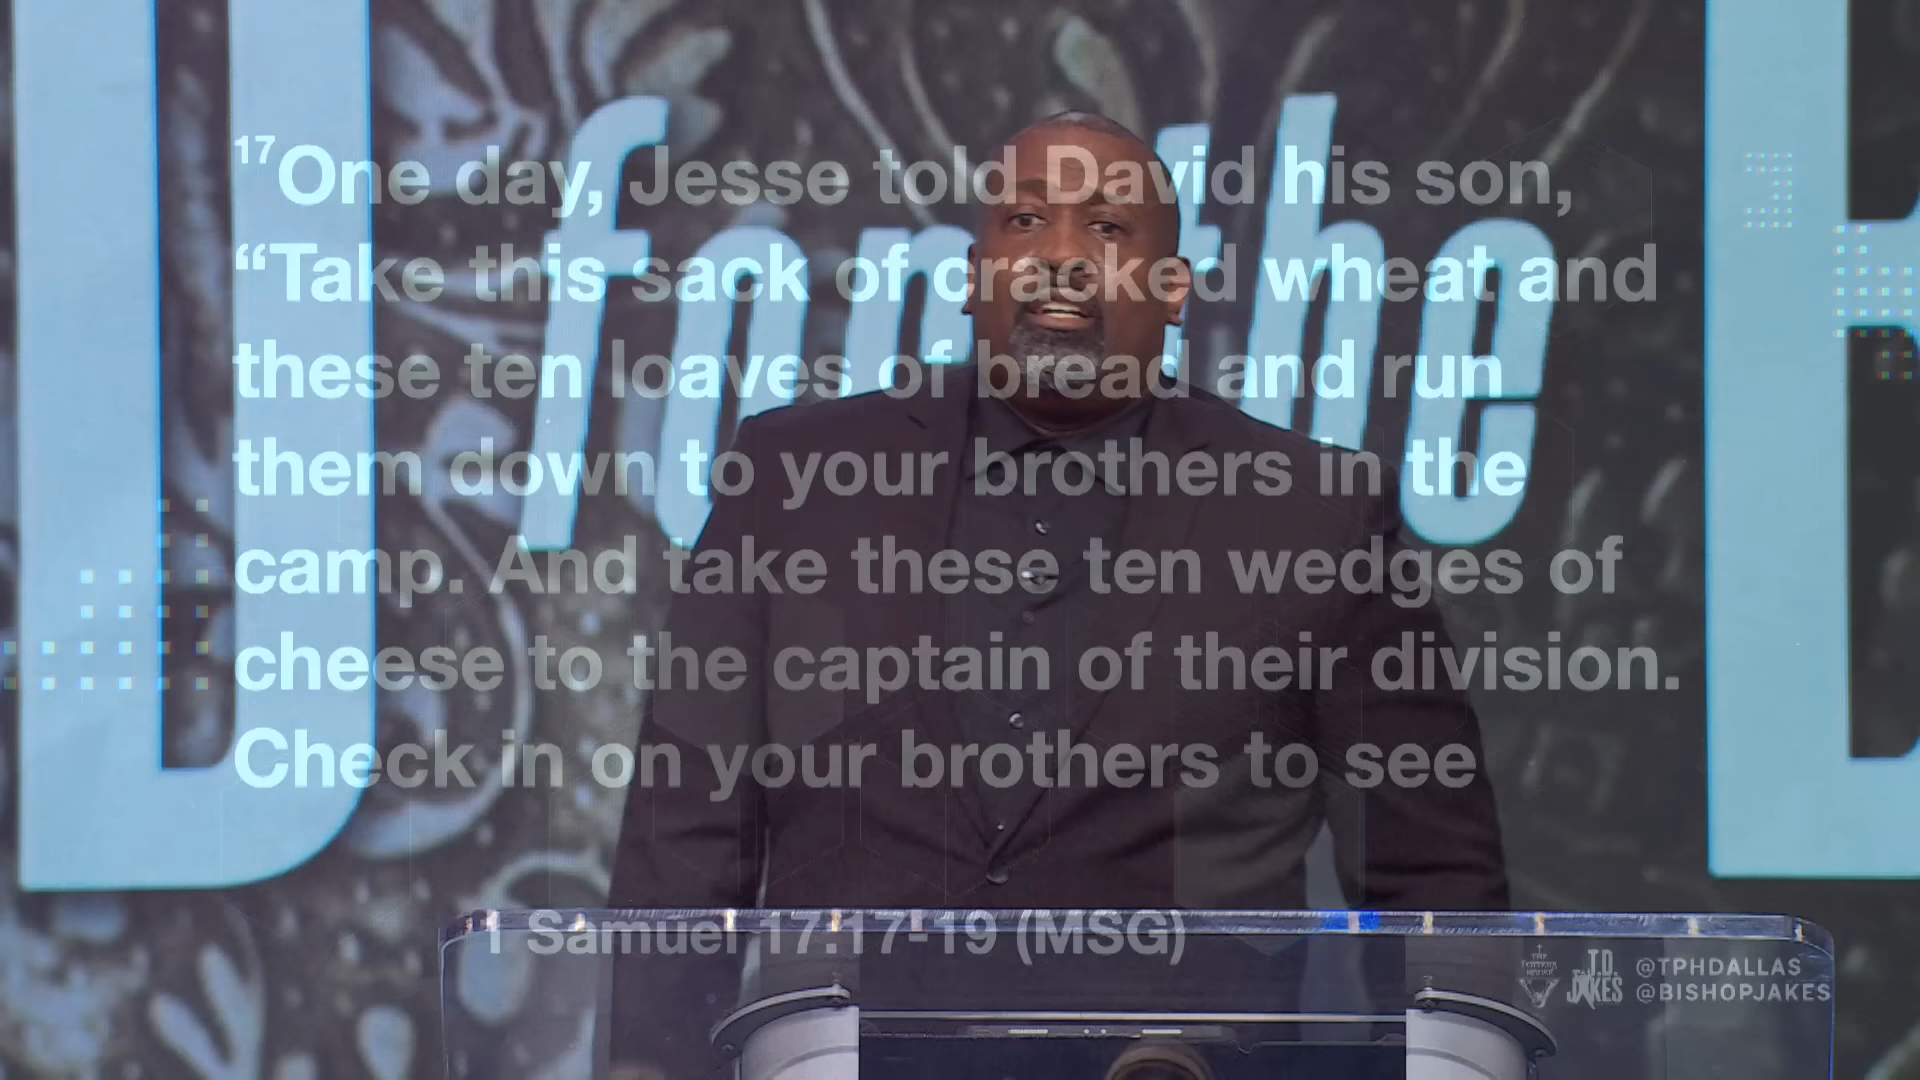 D for the
17One day, Jesse told David his son,
“Take this sack of cracked wheat and
these ten loaves of bread and run
them down to your brothers in the
camp. And take these ten wedges of
cheese to the captain of their division.
Check in on your brothers to see
1 Samuel 17:17-19 (MSG)
T.D.
JAKES
@TPHDALLAS
@BISHOPJAKES